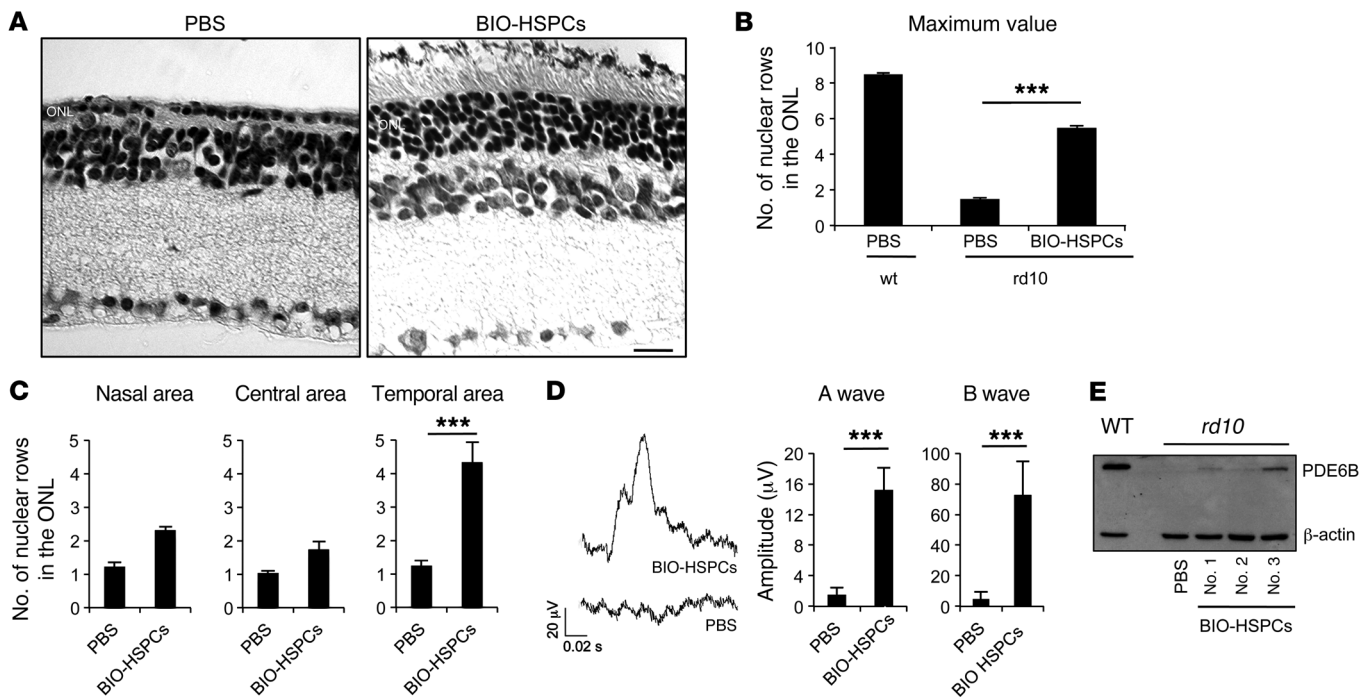 A
PBS
BIO-HSPCs
ONL
ONL
B
Maximum value
No. of nuclear rows
in the ONL
10
8
6
4
2
0
***
PBS
PBS
BIO-HSPCs
wt
rd10
C
Nasal area
Central area
Temporal area
No. of nuclear rows
in the ONL
5
4
3
2
1
0
PBS
BIO-HSPCs
5
4
3
2
1
0
PBS
BIO-HSPCs
***
5
4
3
2
1
0
PBS
BIO-HSPCs
D
BIO-HSPCs
PBS
20 µV
0.02 s
A wave
B wave
Amplitude (µV)
***
20
16
12
8
4
0
PBS
BIO-HSPCs
***
100
80
60
40
20
0
PBS
BIO HSPCs
E
WT
rd10
PDE6B
β-actin
PBS
No. 1
No. 2
No. 3
BIO-HSPCs